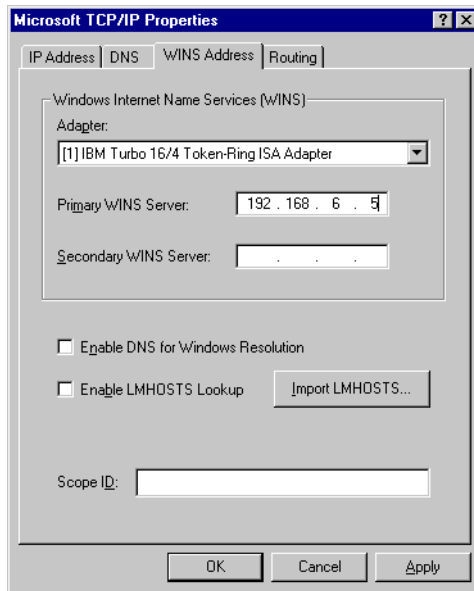 Microsoft TCP/IP Properties
? X
IP Address DNS WINS Address Routing
Windows Internet Name Services (WINS)
Adapter:
[1] IBM Turbo 16/4 Token-Ring ISA Adapter
Primary WINS Server: 192 . 168 . 6 . 5
Secondary WINS Server: . . .
Enable DNS for Windows Resolution
Enable LMHOSTS Lookup Import LMHOSTS...
Scope ID:
OK Cancel Apply